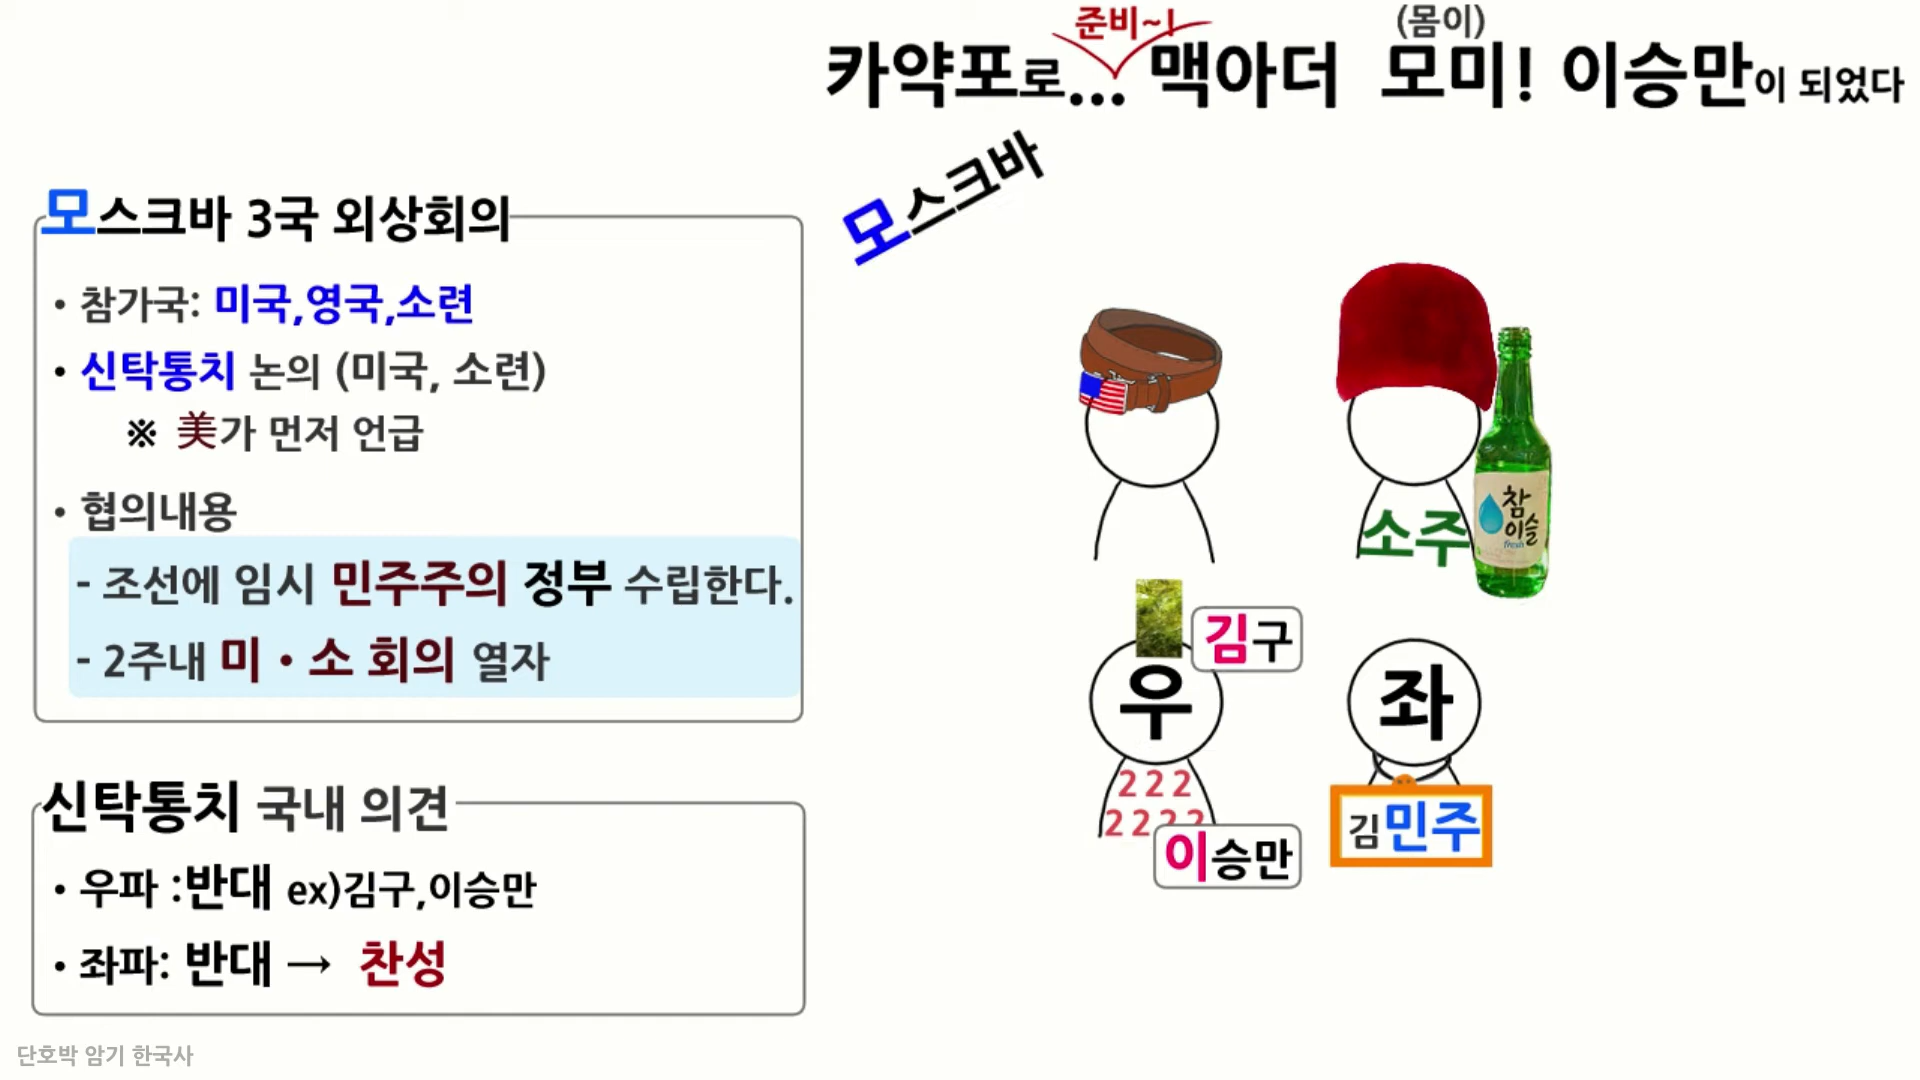 준비~!
(몸이)
카약포로... 맥아더 모미! 이승만이 되었다
모스크바
모스크바 3국 외상회의
• 참가국: 미국,영국,소련
• 신탁통치 논의 (미국, 소련)
※ 美가 먼저 언급
• 협의내용
- 조선에 임시 민주주의 정부 수립한다.
- 2주내 미・소 회의 열자
신탁통치 국내 의견
• 우파 :반대 ex)김구,이승만
• 좌파: 반대 → 찬성
소주
참
이슬
fresh
김구
우
222
2222
이승만
좌
김민주
단호박 암기 한국사